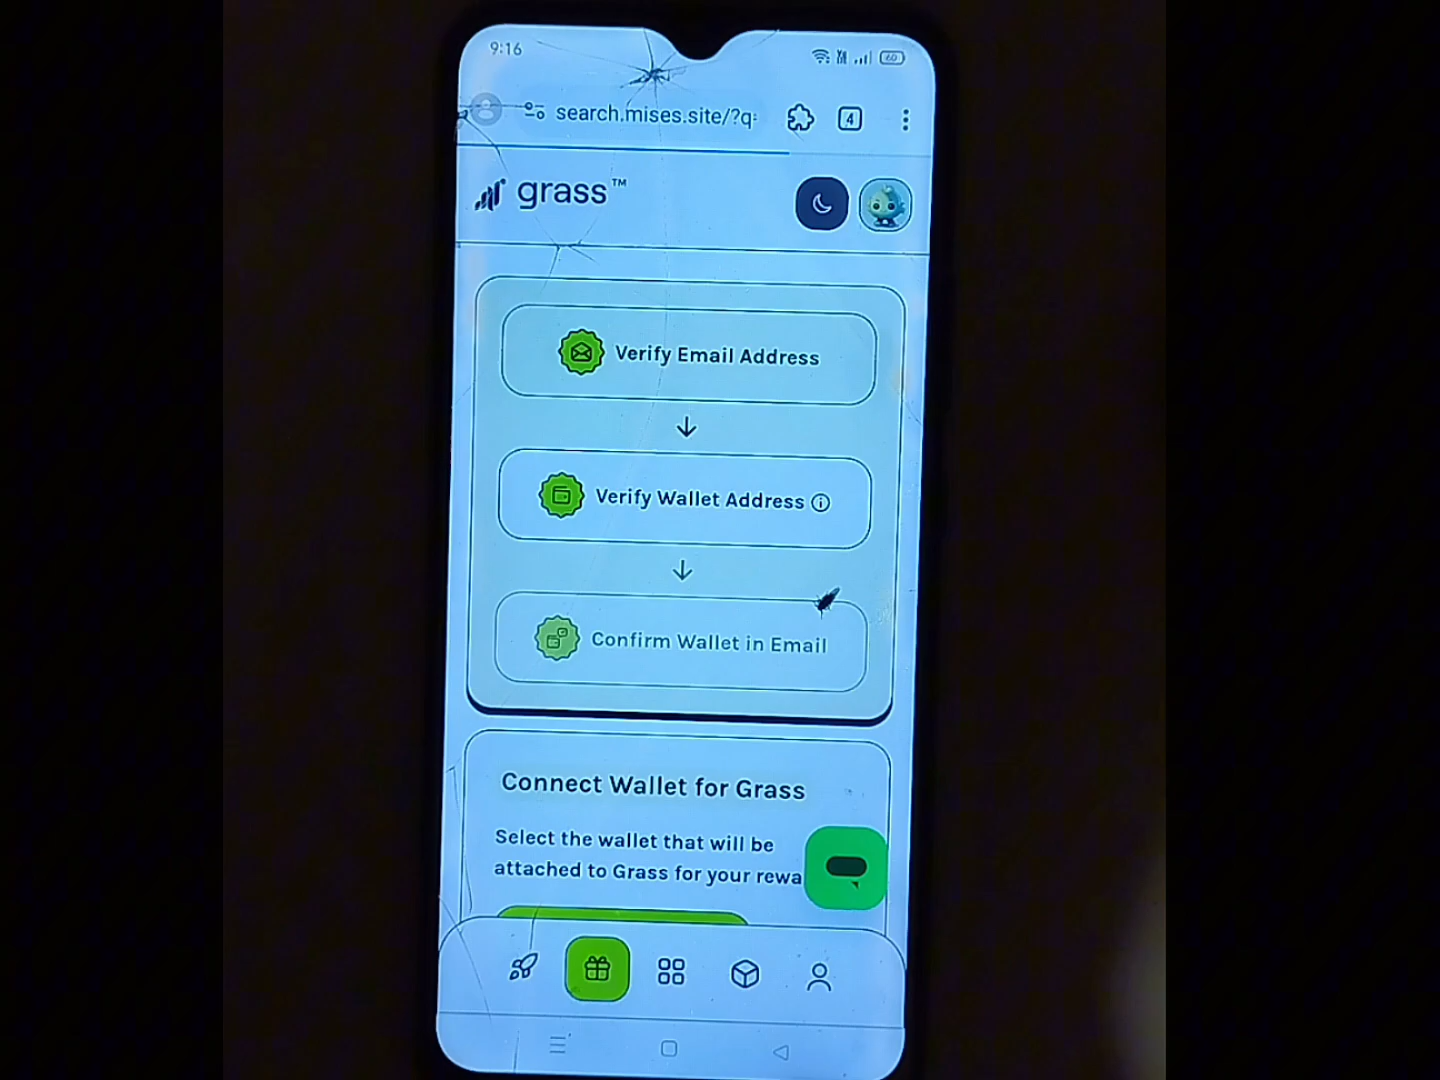 9:16
60
search.mises.site/?q=
4
grass™
Verify Email Address
Verify Wallet Address
Confirm Wallet in Email
Connect Wallet for Grass
Select the wallet that will be
attached to Grass for your rewa